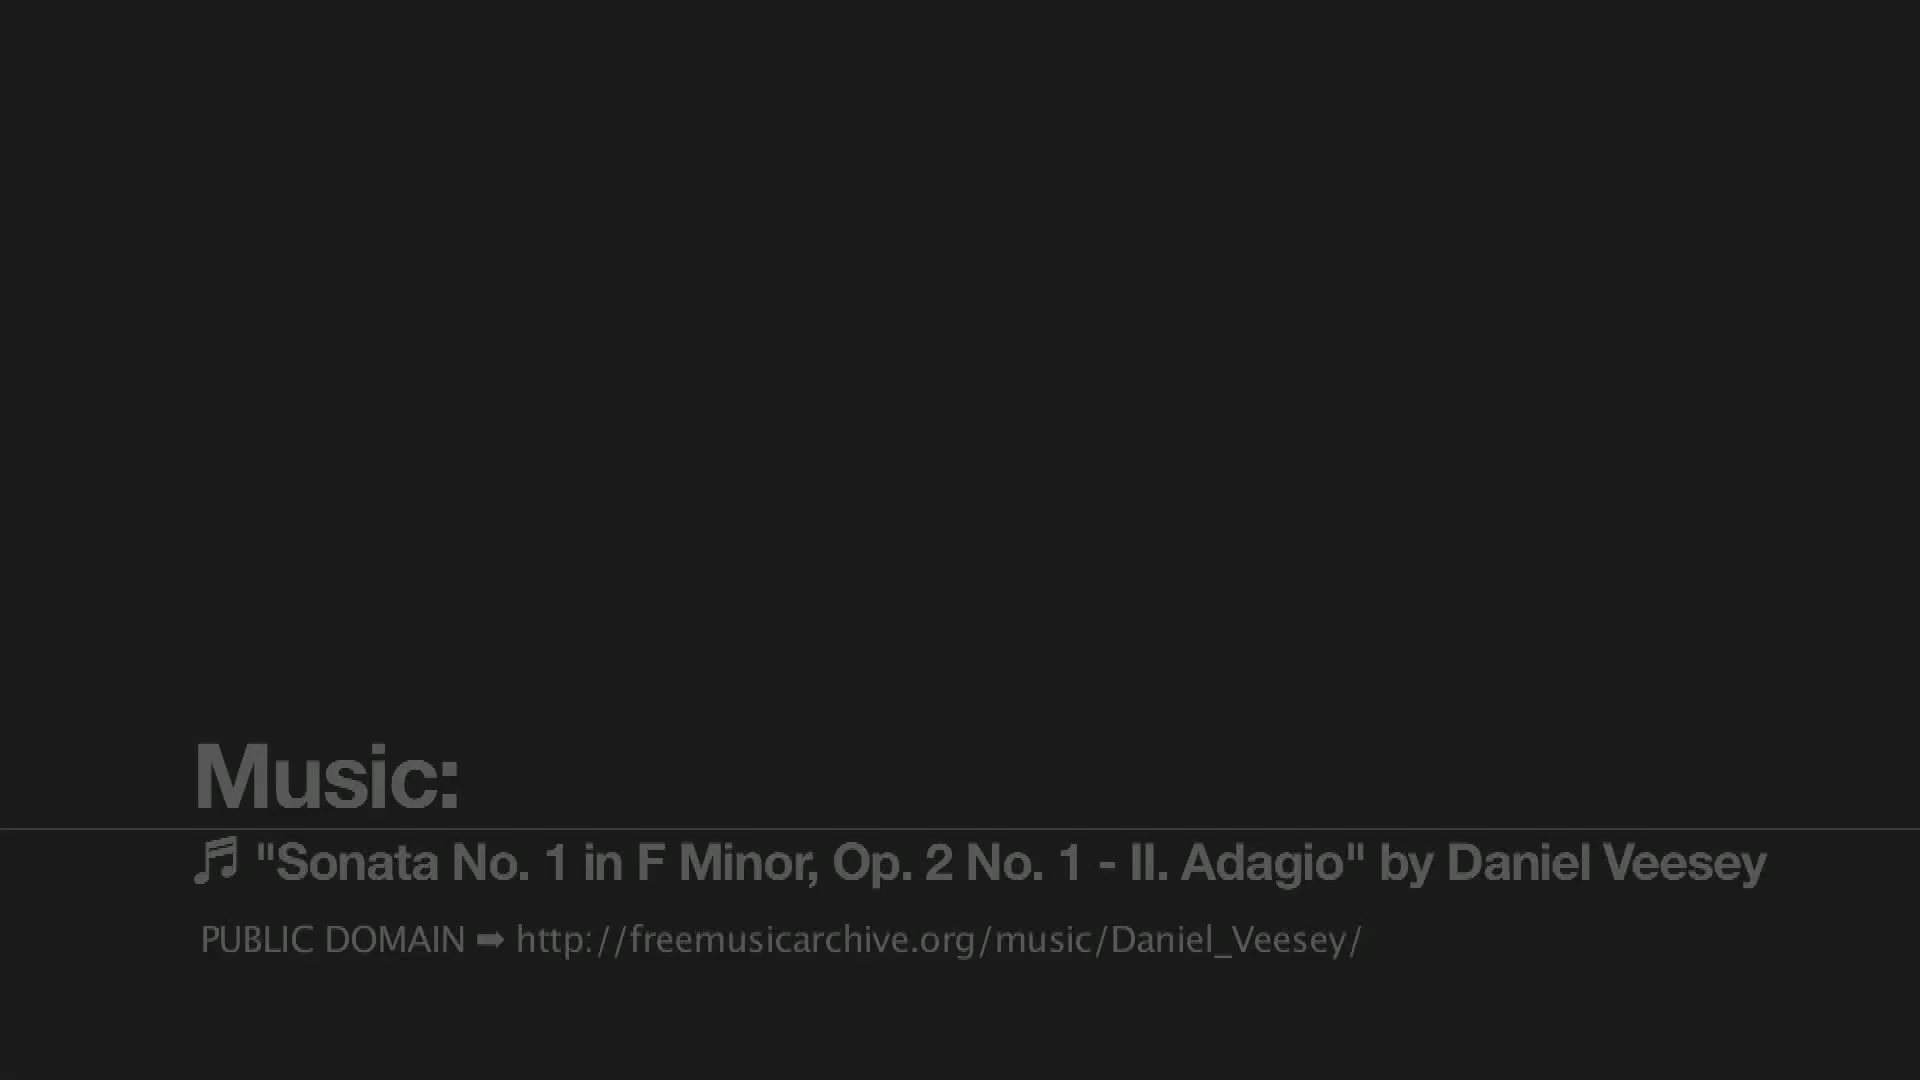 Music:
♫ "Sonata No. 1 in F Minor, Op. 2 No. 1 - II. Adagio" by Daniel Veesey
PUBLIC DOMAIN ➡ http://freemusicarchive.org/music/Daniel_Veesey/